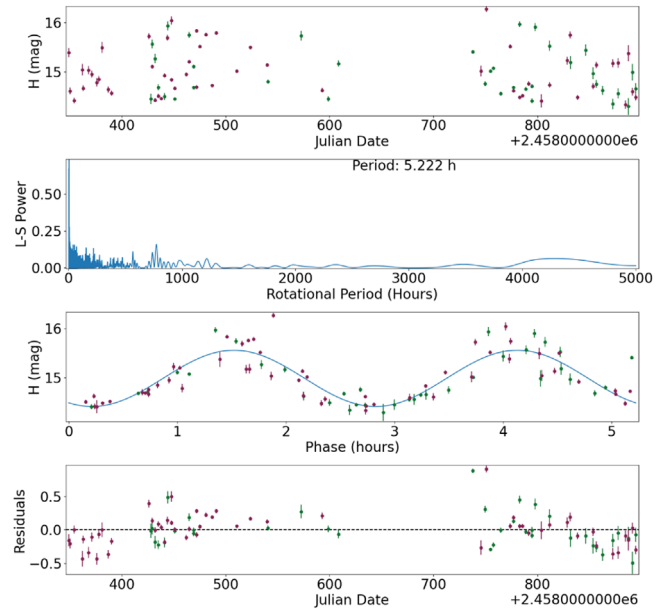 16
15
H (mag)
400
500
600
700
800
Julian Date
+2.4580000000e6
Period: 5.222 h
0.50
0.25
0.00
L-S Power
0
1000
2000
3000
4000
5000
Rotational Period (Hours)
16
15
H (mag)
0
1
2
3
4
5
Phase (hours)
0.5
0.0
−0.5
Residuals
400
500
600
700
800
Julian Date
+2.4580000000e6